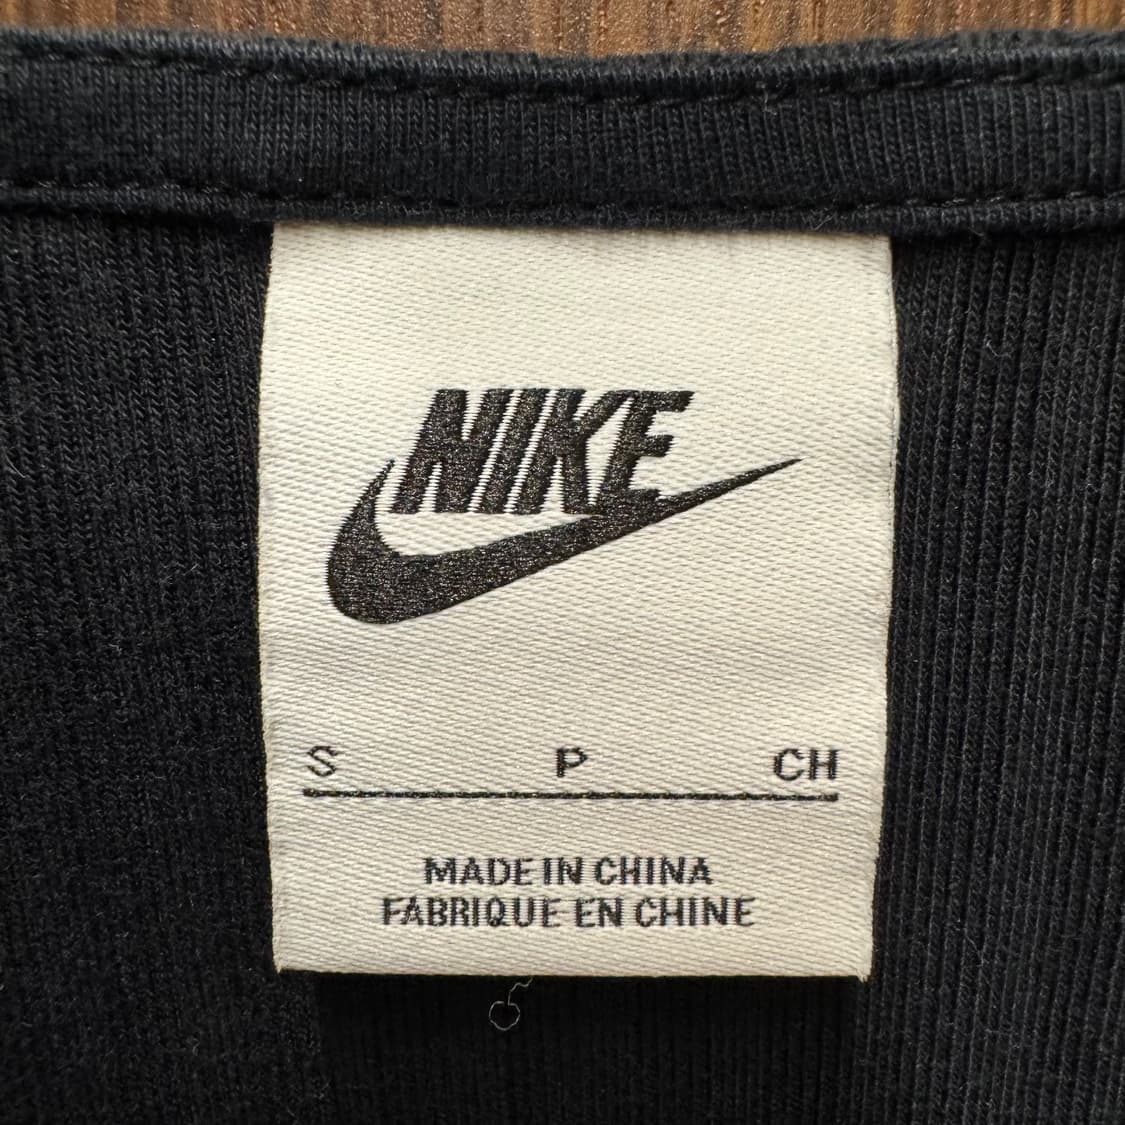 NIKE
S P CH
MADE IN CHINA
FABRIQUE EN CHINE